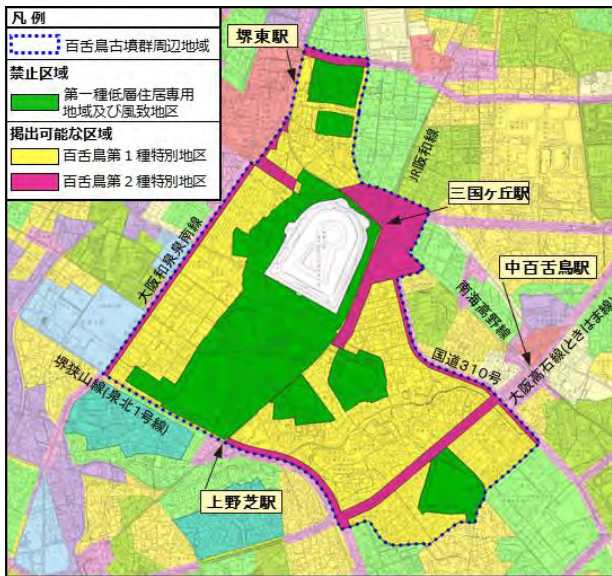 凡 例
百舌鳥古墳群周辺地域
禁止区域
第一種低層住居専用
地域及び風致地区
掲出可能な区域
百舌鳥第1種特別地区
百舌鳥第2種特別地区
堺東駅
JR阪和線
三国ヶ丘駅
大阪和泉泉南線
中百舌鳥駅
南海高野線
国道310号
大阪高石線(ときはま線)
堺狭山線(泉北1号線)
上野芝駅